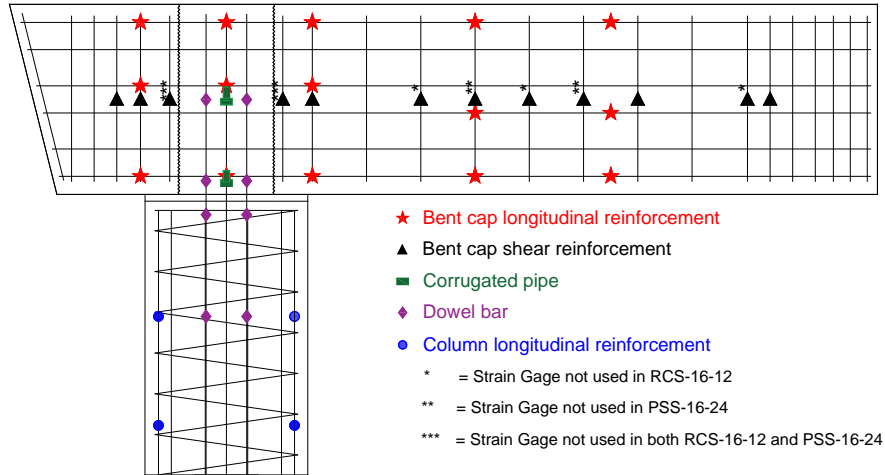 ***
***
*
**
*
**
*
Bent cap longitudinal reinforcement
Bent cap shear reinforcement
Corrugated pipe
Dowel bar
Column longitudinal reinforcement
* = Strain Gage not used in RCS-16-12
** = Strain Gage not used in PSS-16-24
*** = Strain Gage not used in both RCS-16-12 and PSS-16-24